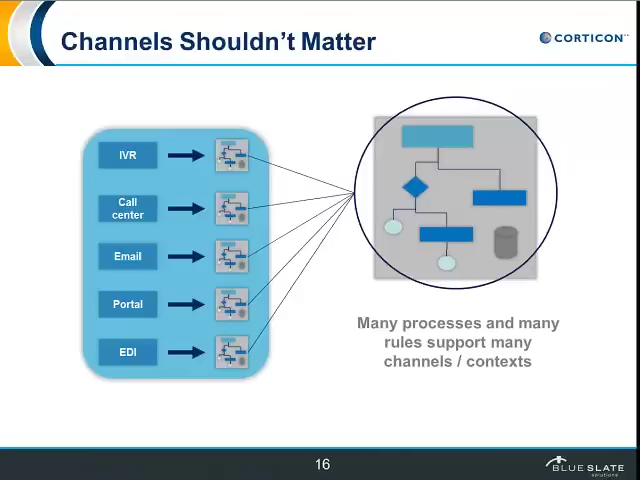 Channels Shouldn't Matter
CORTICON
IVR
Call
center
Email
Portal
EDI
Many processes and many
rules support many
channels / contexts
16
BLUE SLATE
solutions